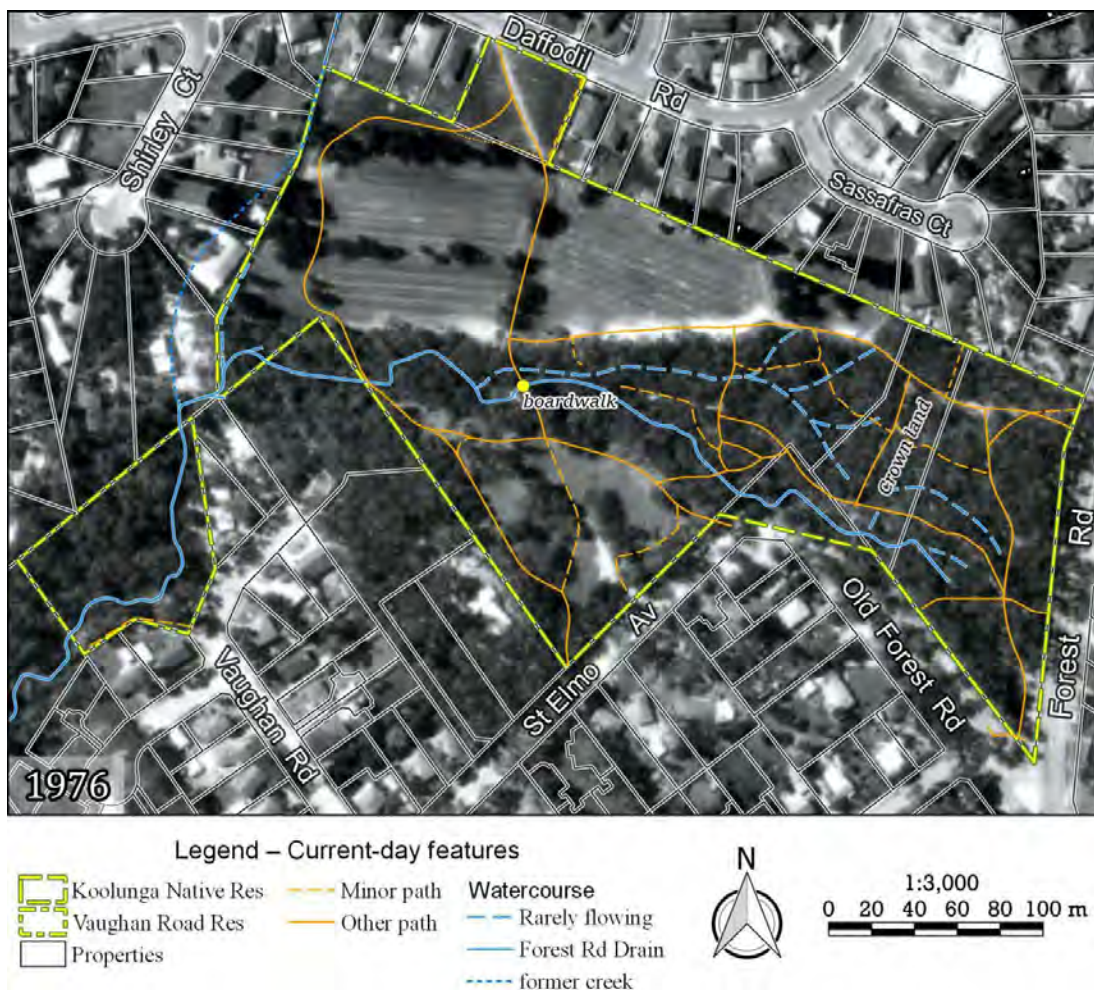 Daffodil
Rd
Shirley Ct
Sassafras Ct
boardwalk
Crown land
Rd
Forest
Old Forest Rd
St Elmo Av
Vaughan Rd
1976
Legend – Current-day features
Koolunga Native Res
Vaughan Road Res
Properties
Minor path
Other path
Watercourse
Rarely flowing
Forest Rd Drain
former creek
N
1:3,000
0 20 40 60 80 100 m